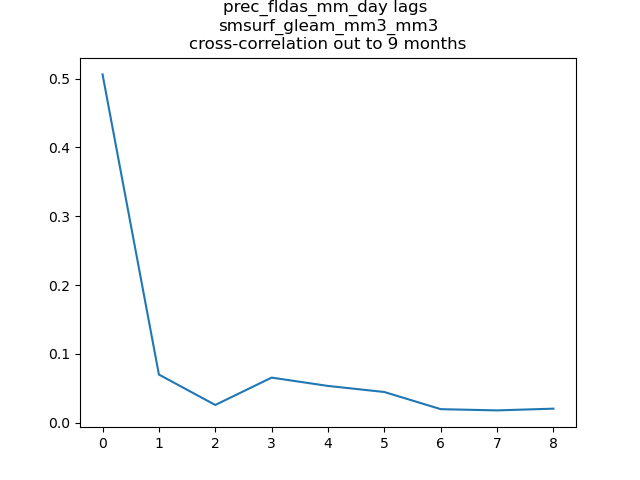 prec_fldas_mm_day lags
smsurf_gleam_mm3_mm3
cross-correlation out to 9 months
0.5
0.4
0.3
0.2
0.1
0.0
0 1 2 3 4 5 6 7 8